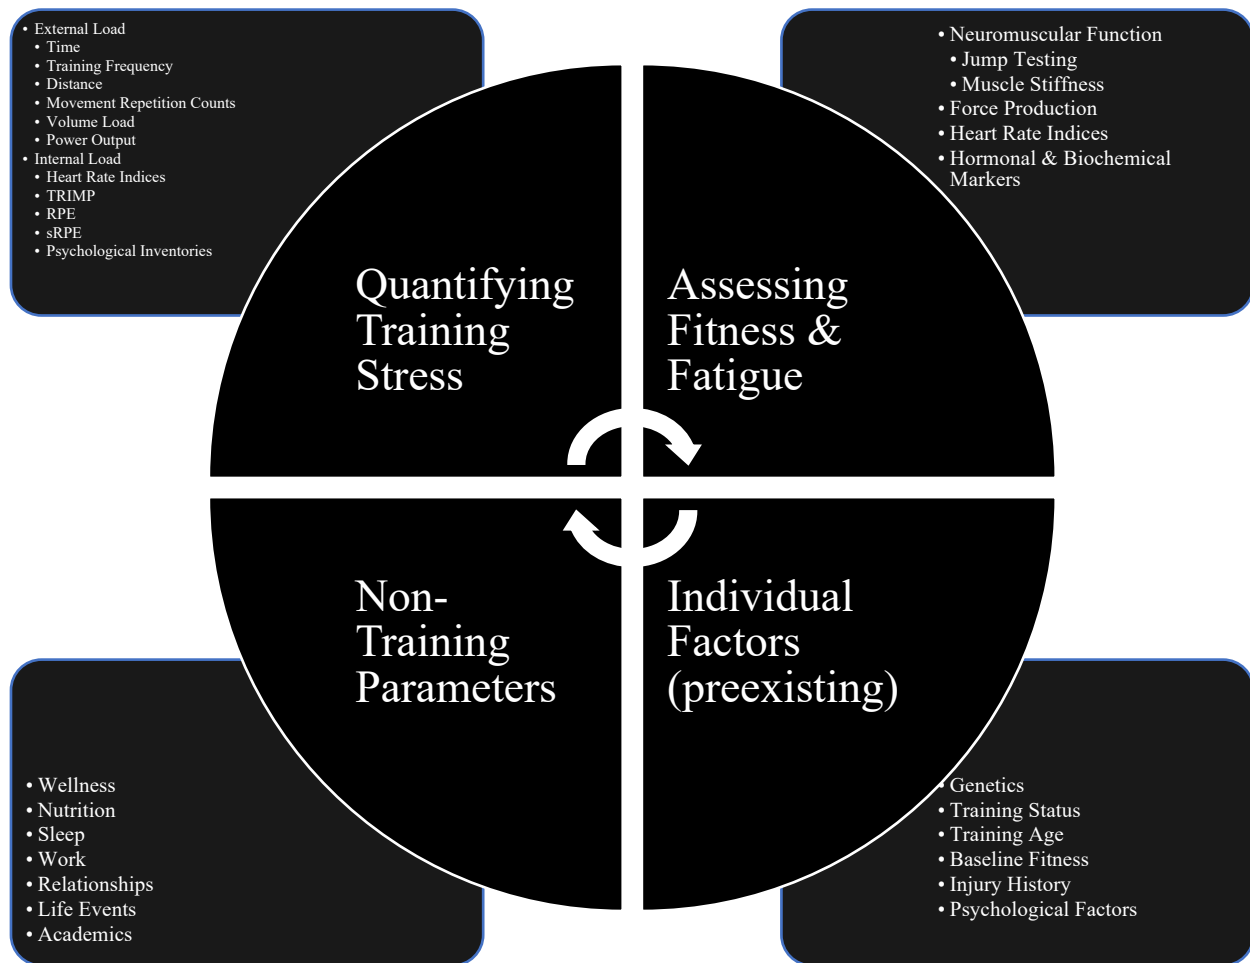 • External Load
• Time
• Training Frequency
• Distance
• Movement Repetition Counts
• Volume Load
• Power Output
• Internal Load
• Heart Rate Indices
• TRIMP
• RPE
• sRPE
• Psychological Inventories
• Neuromuscular Function
• Jump Testing
• Muscle Stiffness
• Force Production
• Heart Rate Indices
• Hormonal & Biochemical
Markers
Quantifying
Training
Stress
Assessing
Fitness &
Fatigue
Non-
Training
Parameters
Individual
Factors
(preexisting)
• Wellness
• Nutrition
• Sleep
• Work
• Relationships
• Life Events
• Academics
• Genetics
• Training Status
• Training Age
• Baseline Fitness
• Injury History
• Psychological Factors